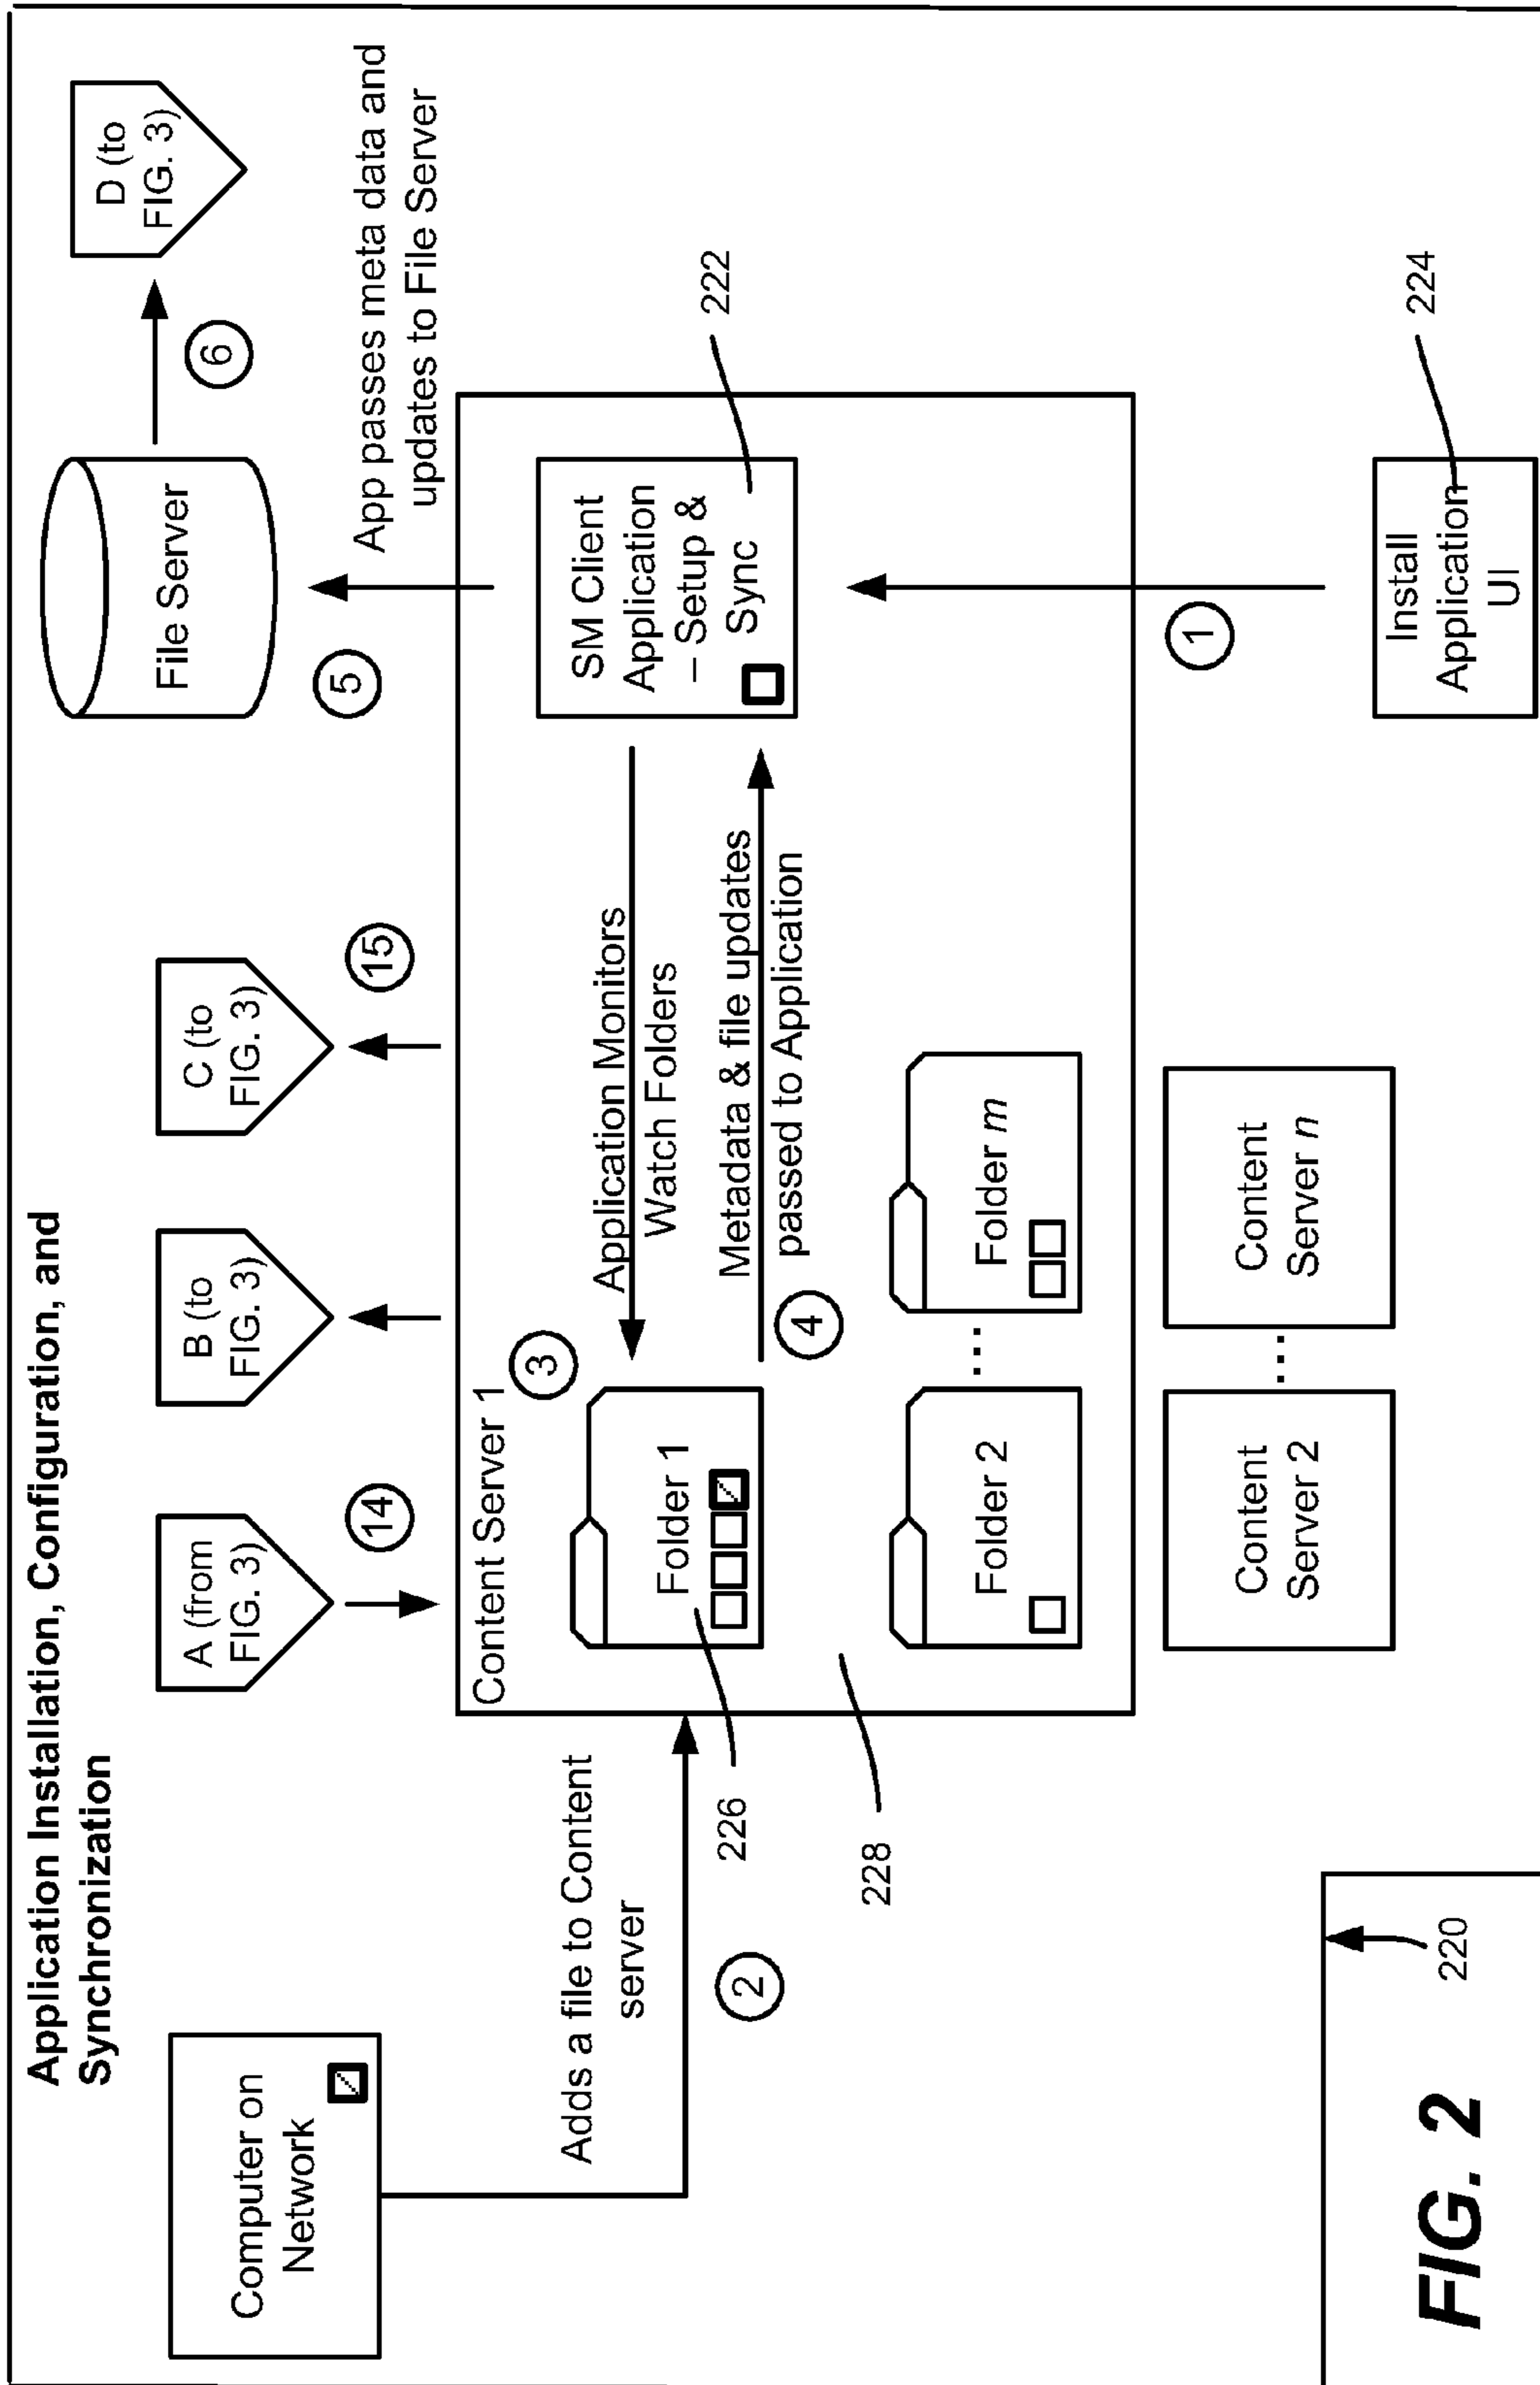 Application Installation, Configuration, and
Synchronization
Computer on
Network
A (from
FIG. 3)
B (to
FIG. 3)
C (to
FIG. 3)
File Server
D (to
FIG. 3)
14
15
5
6
App passes meta data and
updates to File Server
Adds a file to Content
server
2
Content Server 1
3
Application Monitors
Watch Folders
Folder 1
Metadata & file updates
passed to Application
4
SM Client
Application
– Setup &
Sync
222
226
228
Folder 2
...
Folder m
Content
Server 2
...
Content
Server n
1
Install
Application
UI
224
220
FIG. 2